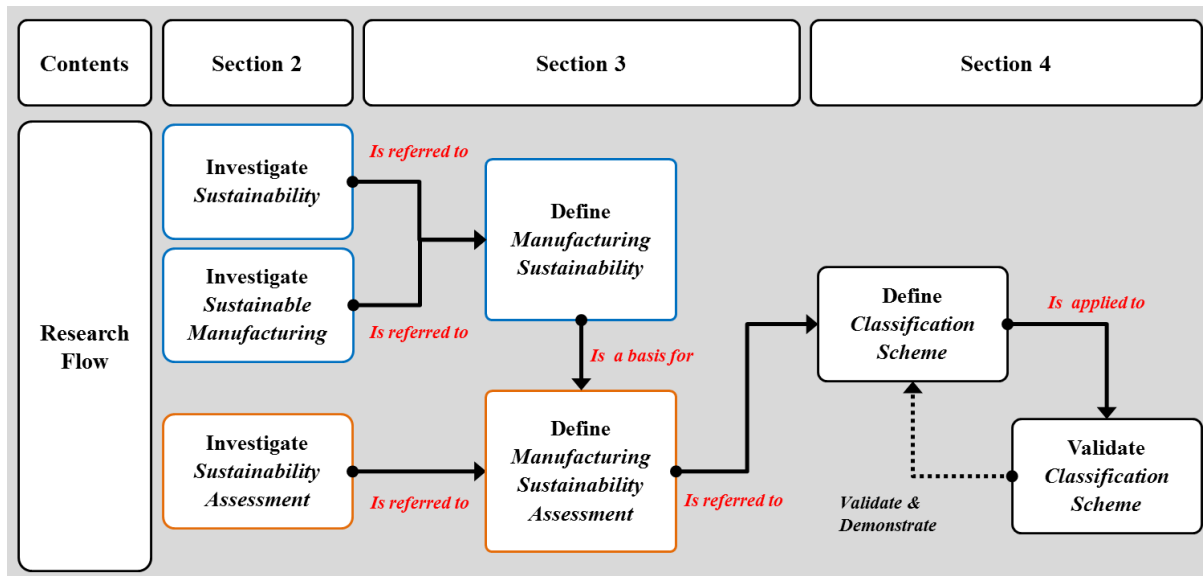 Contents
Section 2
Section 3
Section 4
Research
Flow
Investigate
Sustainability
Is referred to
Investigate
Sustainable
Manufacturing
Is referred to
Define
Manufacturing
Sustainability
Is a basis for
Investigate
Sustainability
Assessment
Is referred to
Define
Manufacturing
Sustainability
Assessment
Is referred to
Define
Classification
Scheme
Is applied to
Validate
Classification
Scheme
Validate &
Demonstrate